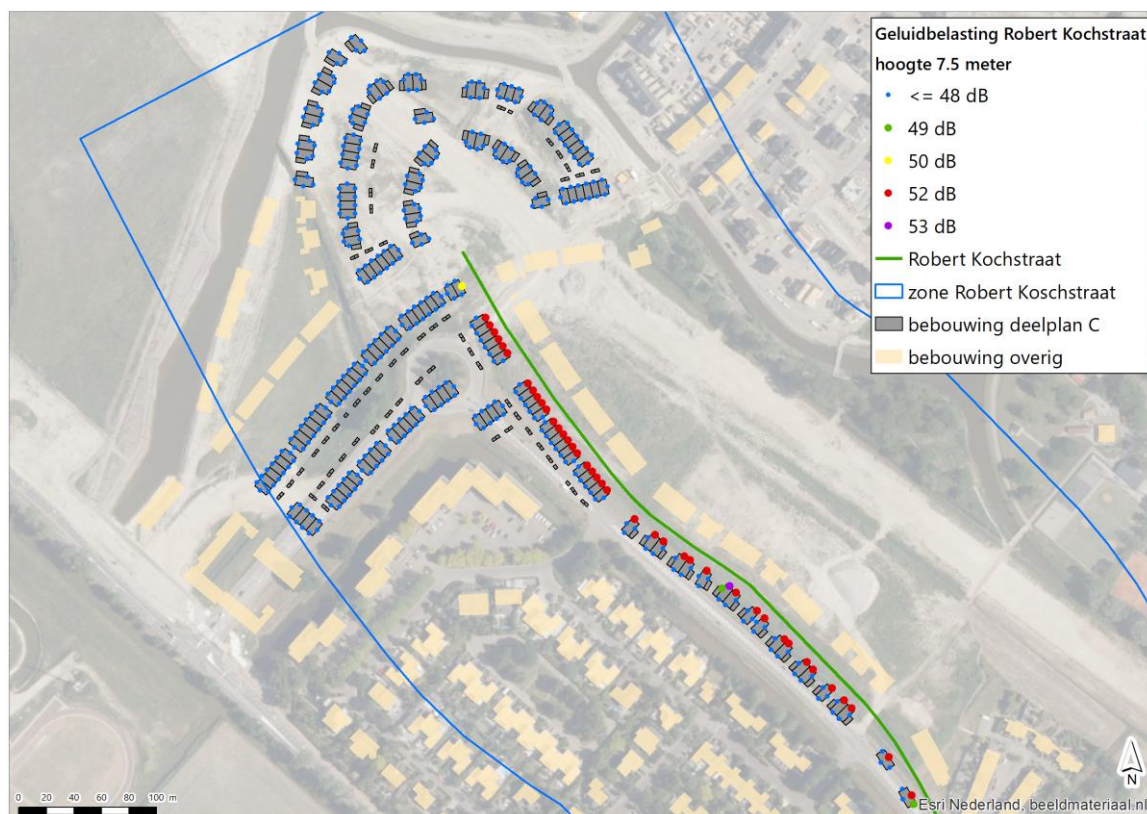 Geluidbelasting Robert Kochstraat
hoogte 7.5 meter
<= 48 dB
49 dB
50 dB
52 dB
53 dB
Robert Kochstraat
zone Robert Koschstraat
bebouwing deelplan C
bebouwing overig
N
0 20 40 60 80 100 m
Esri Nederland, beeldmateriaal.nl